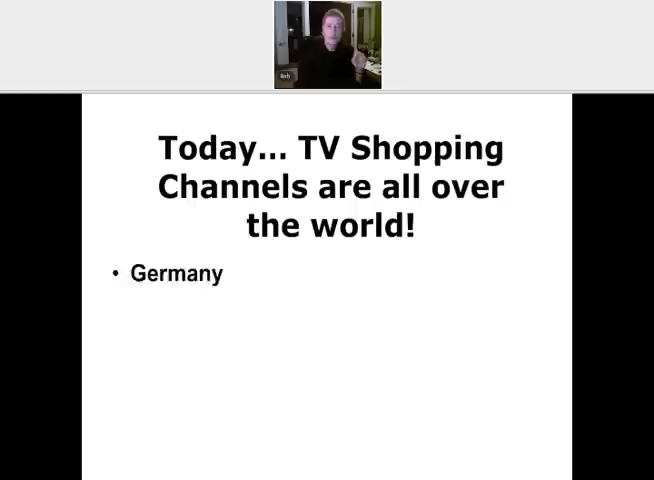 Today... TV Shopping
Channels are all over
the world!
• Germany